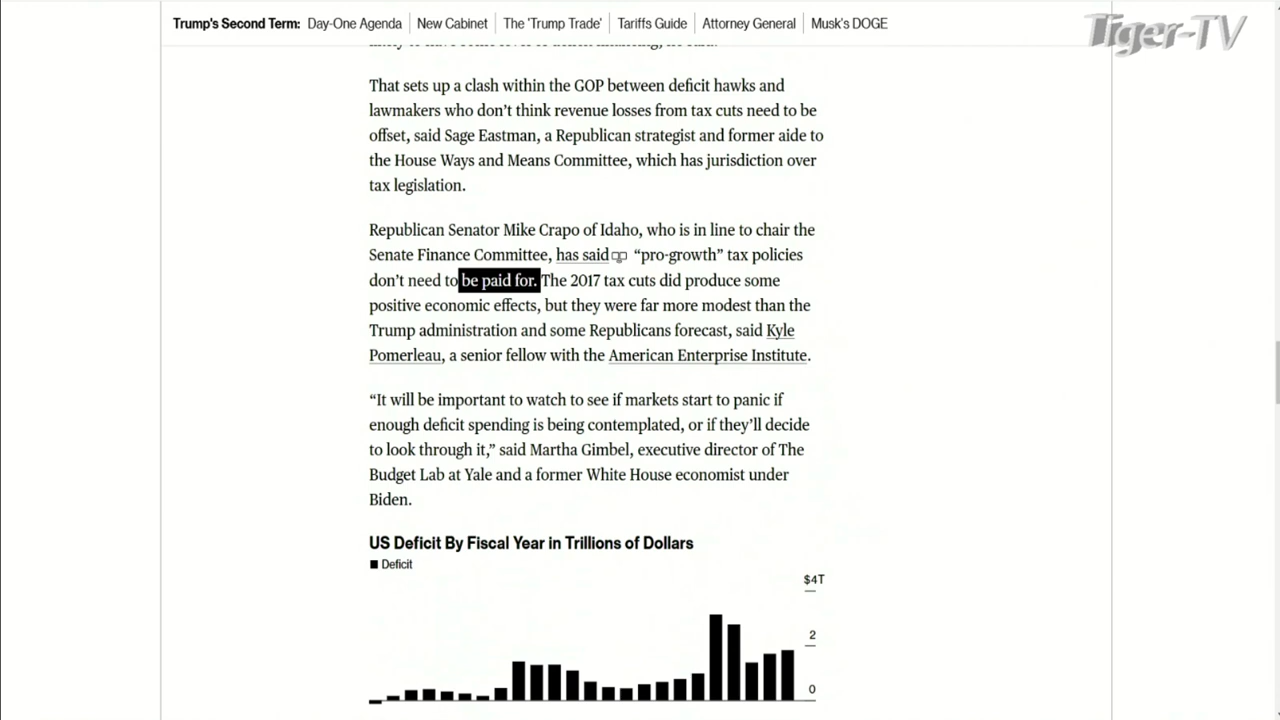 Trump's Second Term: Day-One Agenda New Cabinet The 'Trump Trade' Tariffs Guide Attorney General Musk's DOGE
Tiger-TV
That sets up a clash within the GOP between deficit hawks and
lawmakers who don’t think revenue losses from tax cuts need to be
offset, said Sage Eastman, a Republican strategist and former aide to
the House Ways and Means Committee, which has jurisdiction over
tax legislation.
Republican Senator Mike Crapo of Idaho, who is in line to chair the
Senate Finance Committee, has said “pro-growth” tax policies
don’t need to be paid for. The 2017 tax cuts did produce some
positive economic effects, but they were far more modest than the
Trump administration and some Republicans forecast, said Kyle
Pomerleau, a senior fellow with the American Enterprise Institute.
“It will be important to watch to see if markets start to panic if
enough deficit spending is being contemplated, or if they’ll decide
to look through it,” said Martha Gimbel, executive director of The
Budget Lab at Yale and a former White House economist under
Biden.
US Deficit By Fiscal Year in Trillions of Dollars
Deficit
$4T
2
0